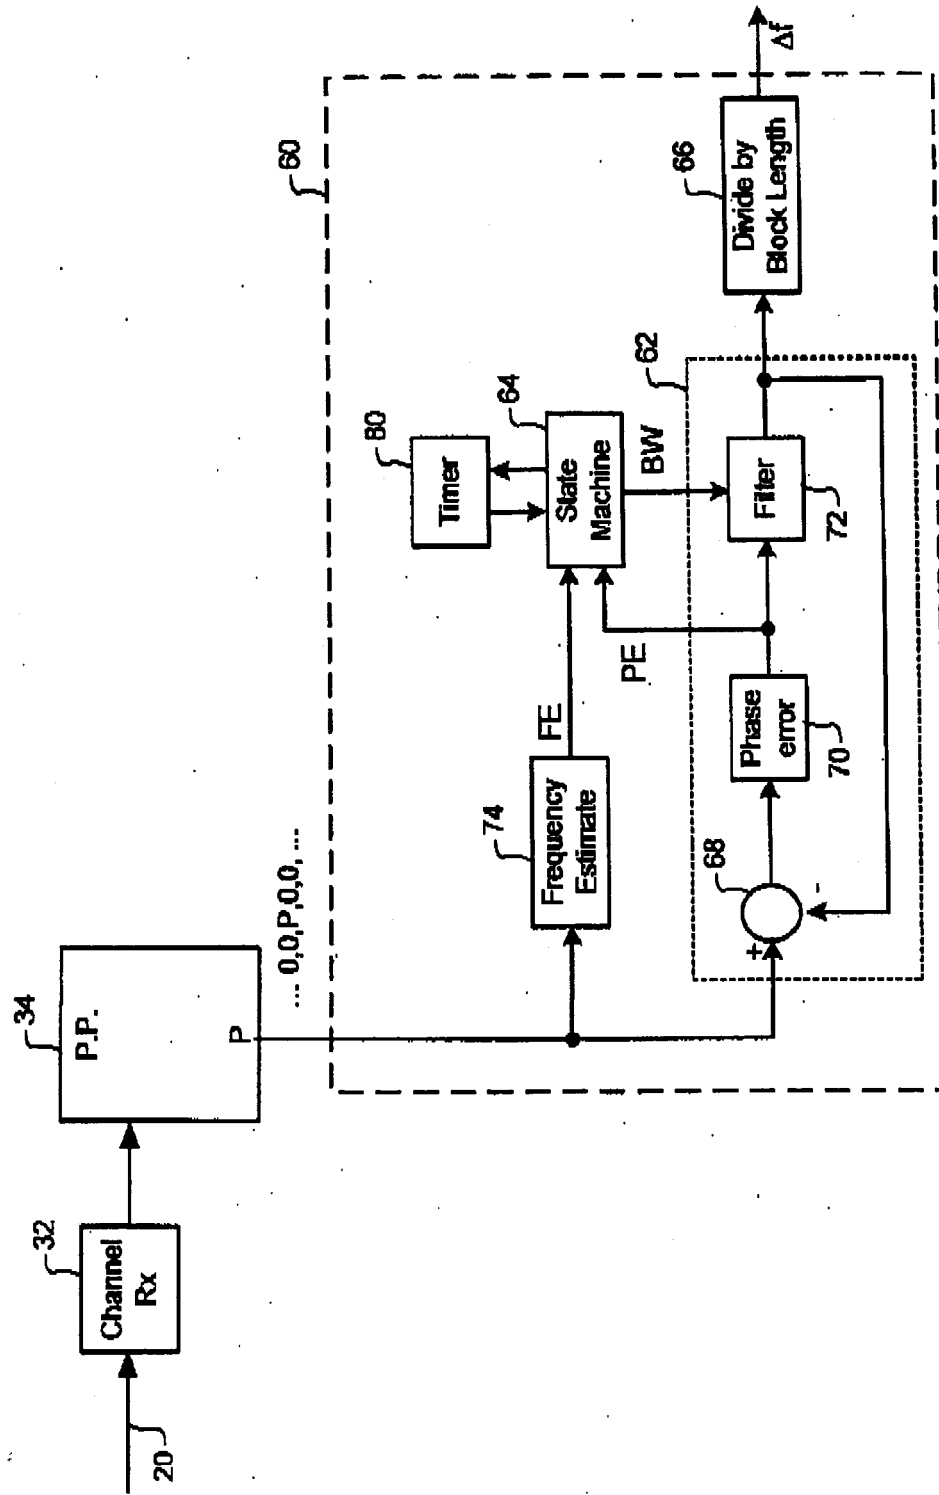 20
32
Channel
Rx
34
P.P.
P
... 0,0,P,0,0, ...
60
74
Frequency
Estimate
FE
80
Timer
64
State
Machine
PE
BW
62
68
+
-
Phase
error
70
Filter
72
66
Divide by
Block Length
Δf